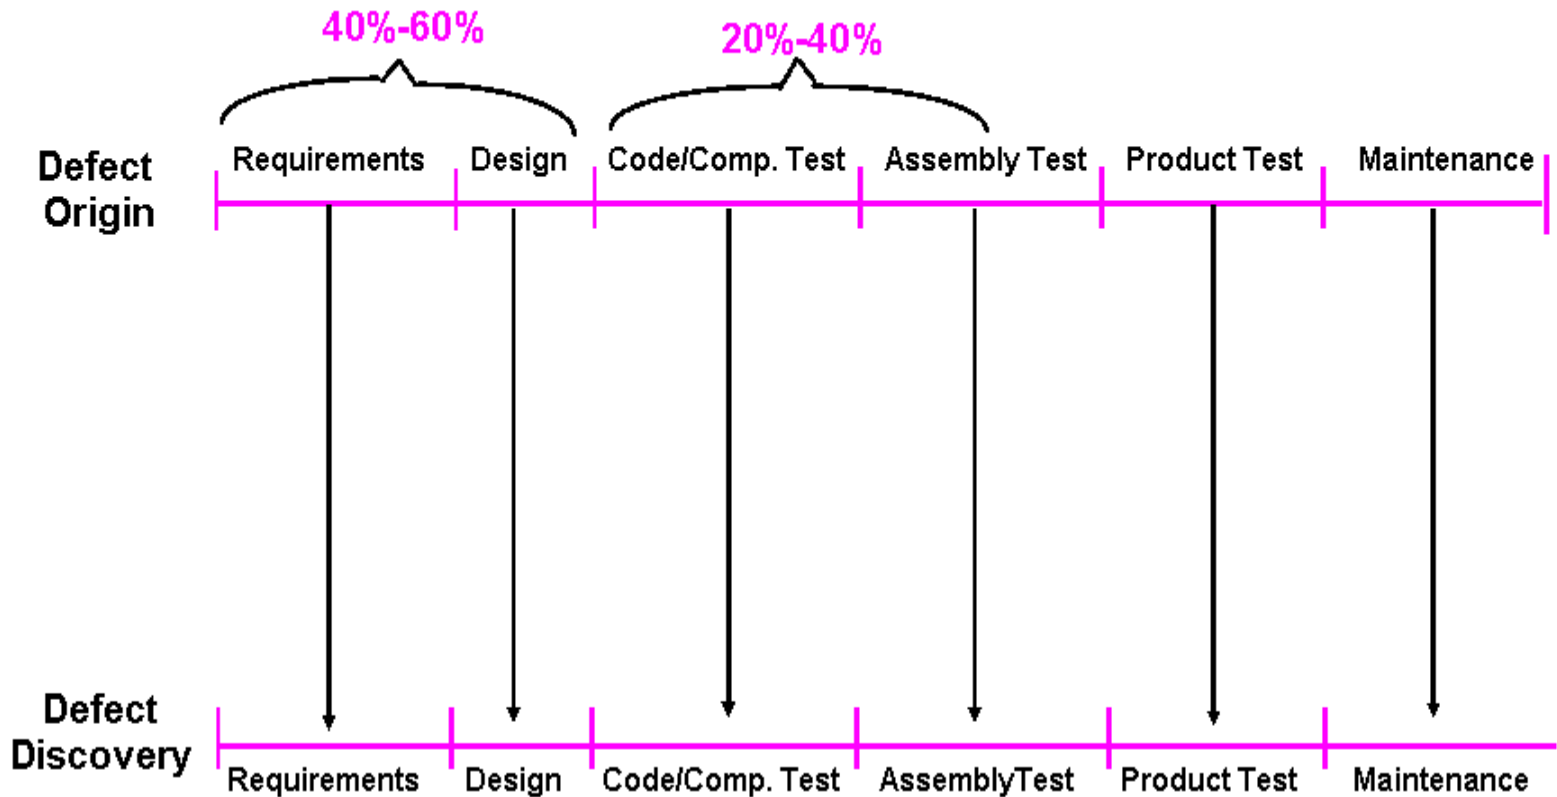 40%-60%
20%-40%
Defect
Origin
Requirements
Design
Code/Comp. Test
Assembly Test
Product Test
Maintenance
Defect
Discovery
Requirements
Design
Code/Comp. Test
AssemblyTest
Product Test
Maintenance